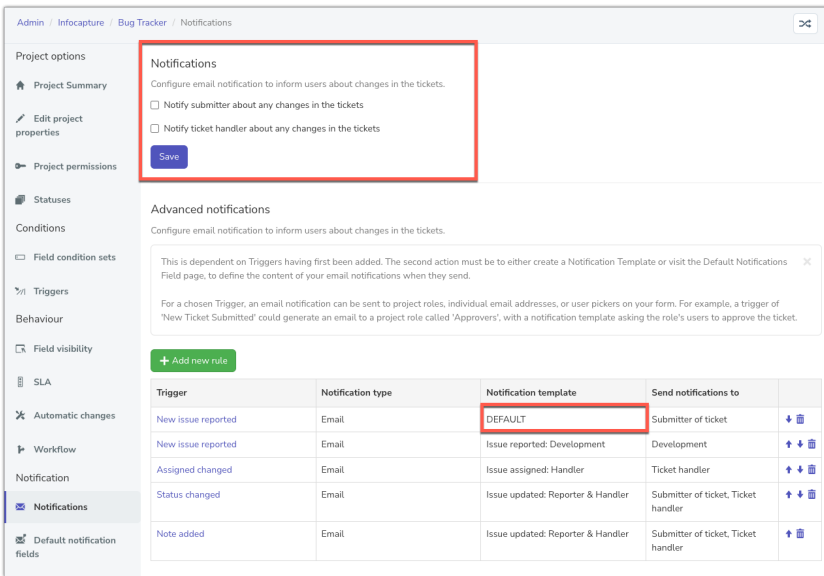 Admin / Infocapture / Bug Tracker / Notifications
Project options
Project Summary
Edit project
properties
Project permissions
Statuses
Conditions
Field condition sets
Triggers
Behaviour
Field visibility
SLA
Automatic changes
Workflow
Notification
Notifications
Default notification
fields
Notifications
Configure email notification to inform users about changes in the tickets.
Notify submitter about any changes in the tickets
Notify ticket handler about any changes in the tickets
Save
Advanced notifications
Configure email notification to inform users about changes in the tickets.
This is dependent on Triggers having first been added. The second action must be to either create a Notification Template or visit the Default Notifications
Field page, to define the content of your email notifications when they send.
For a chosen Trigger, an email notification can be sent to project roles, individual email addresses, or user pickers on your form. For example, a trigger of
'New Ticket Submitted' could generate an email to a project role called 'Approvers', with a notification template asking the role's users to approve the ticket.
+ Add new rule
Trigger Notification type Notification template Send notifications to
New issue reported Email DEFAULT Submitter of ticket
New issue reported Email Issue reported: Development Development
Assigned changed Email Issue assigned: Handler Ticket handler
Status changed Email Issue updated: Reporter & Handler Submitter of ticket, Ticket
handler
Note added Email Issue updated: Reporter & Handler Submitter of ticket, Ticket
handler